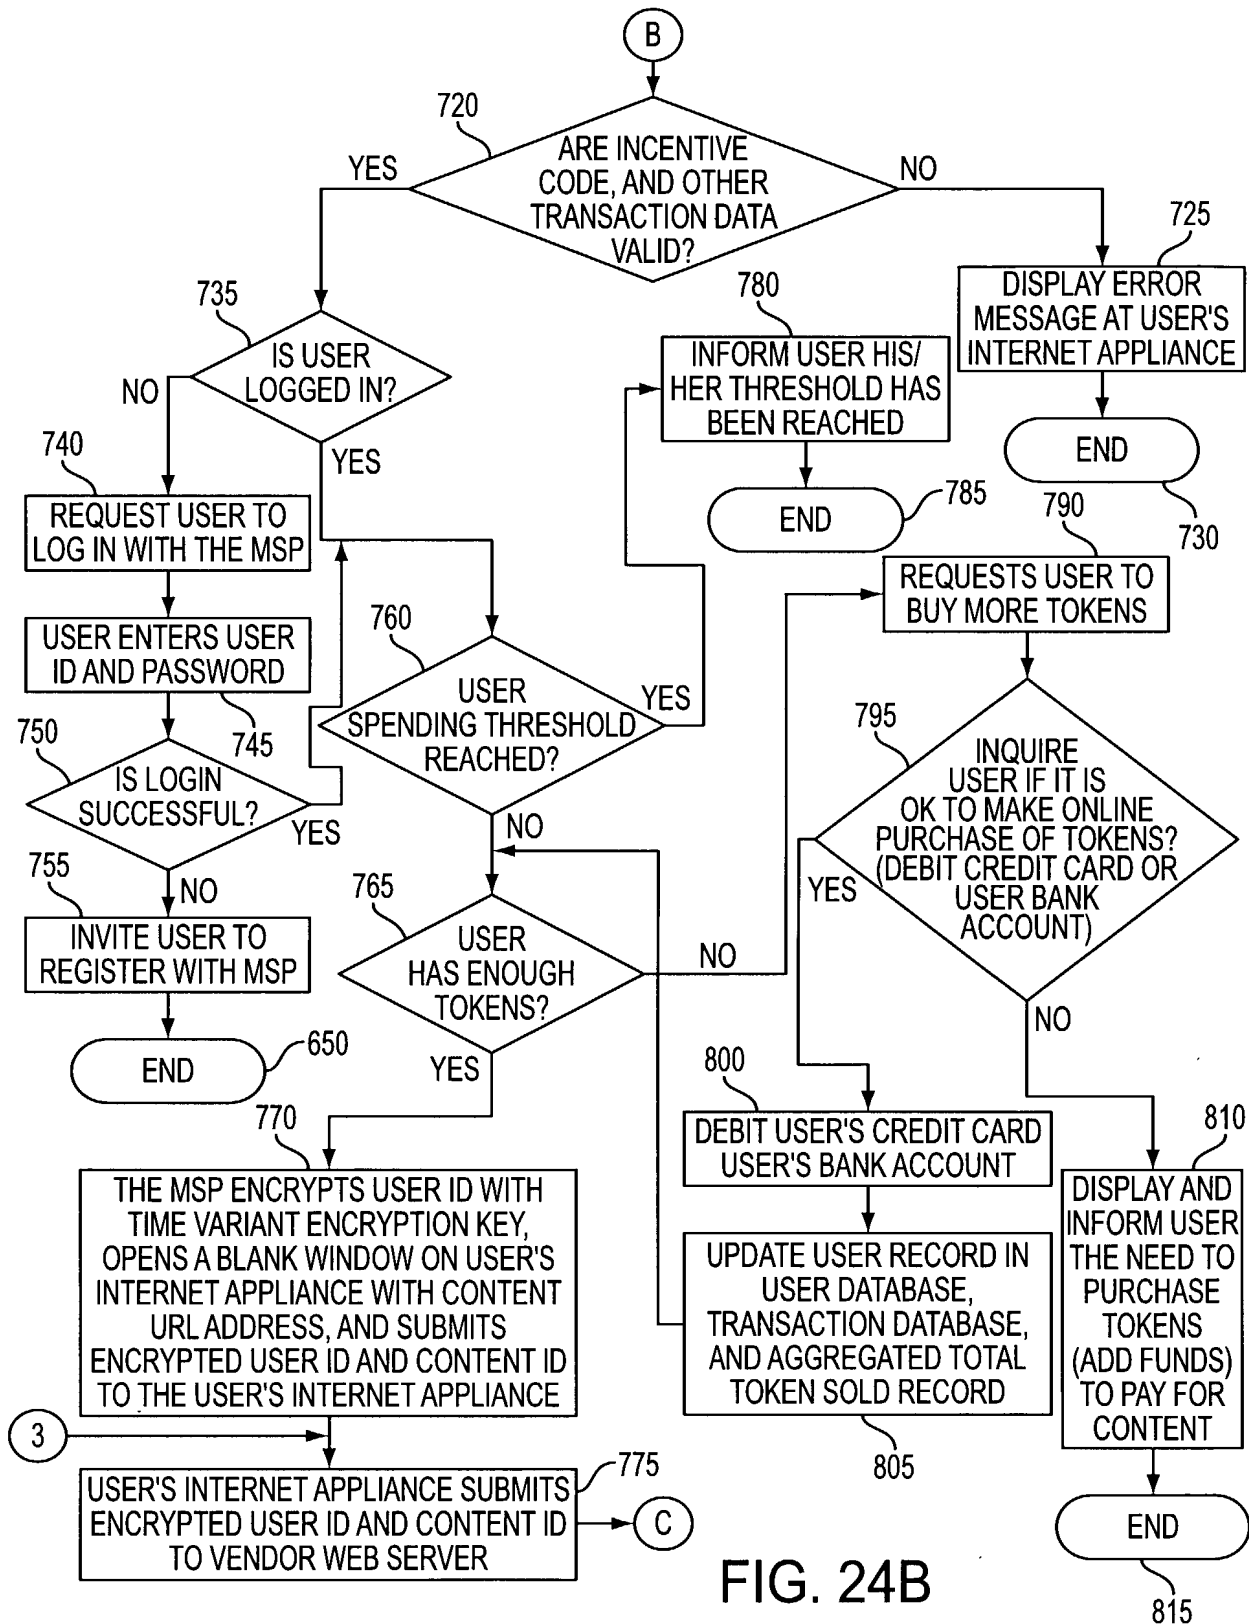 B
720
ARE INCENTIVE
CODE, AND OTHER
TRANSACTION DATA
VALID?
YES
NO
725
DISPLAY ERROR
MESSAGE AT USER'S
INTERNET APPLIANCE
END
730
735
IS USER
LOGGED IN?
NO
YES
780
INFORM USER HIS/
HER THRESHOLD HAS
BEEN REACHED
END
785
740
REQUEST USER TO
LOG IN WITH THE MSP
USER ENTERS USER
ID AND PASSWORD
745
750
IS LOGIN
SUCCESSFUL?
YES
NO
755
INVITE USER TO
REGISTER WITH MSP
END
650
760
USER
SPENDING THRESHOLD
REACHED?
YES
NO
765
USER
HAS ENOUGH
TOKENS?
NO
YES
790
REQUESTS USER TO
BUY MORE TOKENS
795
INQUIRE
USER IF IT IS
OK TO MAKE ONLINE
PURCHASE OF TOKENS?
(DEBIT CREDIT CARD OR
USER BANK
ACCOUNT)
YES
NO
800
DEBIT USER'S CREDIT CARD
USER'S BANK ACCOUNT
UPDATE USER RECORD IN
USER DATABASE,
TRANSACTION DATABASE,
AND AGGREGATED TOTAL
TOKEN SOLD RECORD
805
810
DISPLAY AND
INFORM USER
THE NEED TO
PURCHASE
TOKENS
(ADD FUNDS)
TO PAY FOR
CONTENT
END
815
770
THE MSP ENCRYPTS USER ID WITH
TIME VARIANT ENCRYPTION KEY,
OPENS A BLANK WINDOW ON USER'S
INTERNET APPLIANCE WITH CONTENT
URL ADDRESS, AND SUBMITS
ENCRYPTED USER ID AND CONTENT ID
TO THE USER'S INTERNET APPLIANCE
3
775
USER'S INTERNET APPLIANCE SUBMITS
ENCRYPTED USER ID AND CONTENT ID
TO VENDOR WEB SERVER
C
FIG. 24B